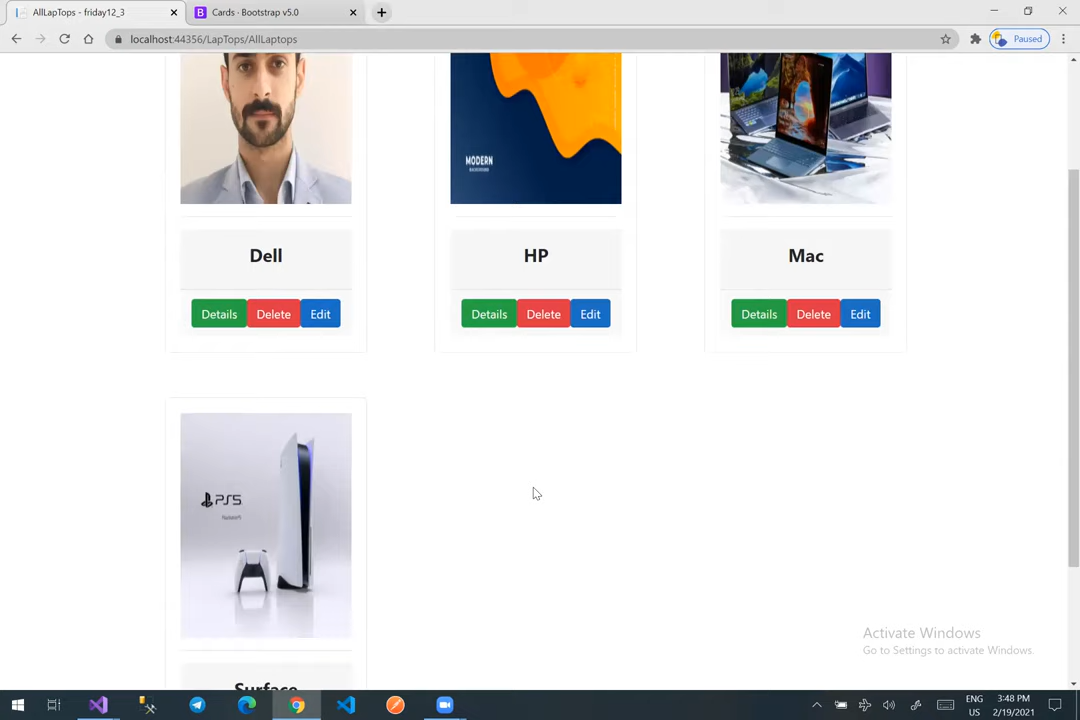 AllLapTops - friday12_3
Cards · Bootstrap v5.0
localhost:44356/LapTops/AllLaptops
Paused
MODERN
BACKGROUND
Dell
HP
Mac
Details Delete Edit
Details Delete Edit
Details Delete Edit
PS5
Surface
Activate Windows
Go to Settings to activate Windows.
ENG
US
3:48 PM
2/19/2021